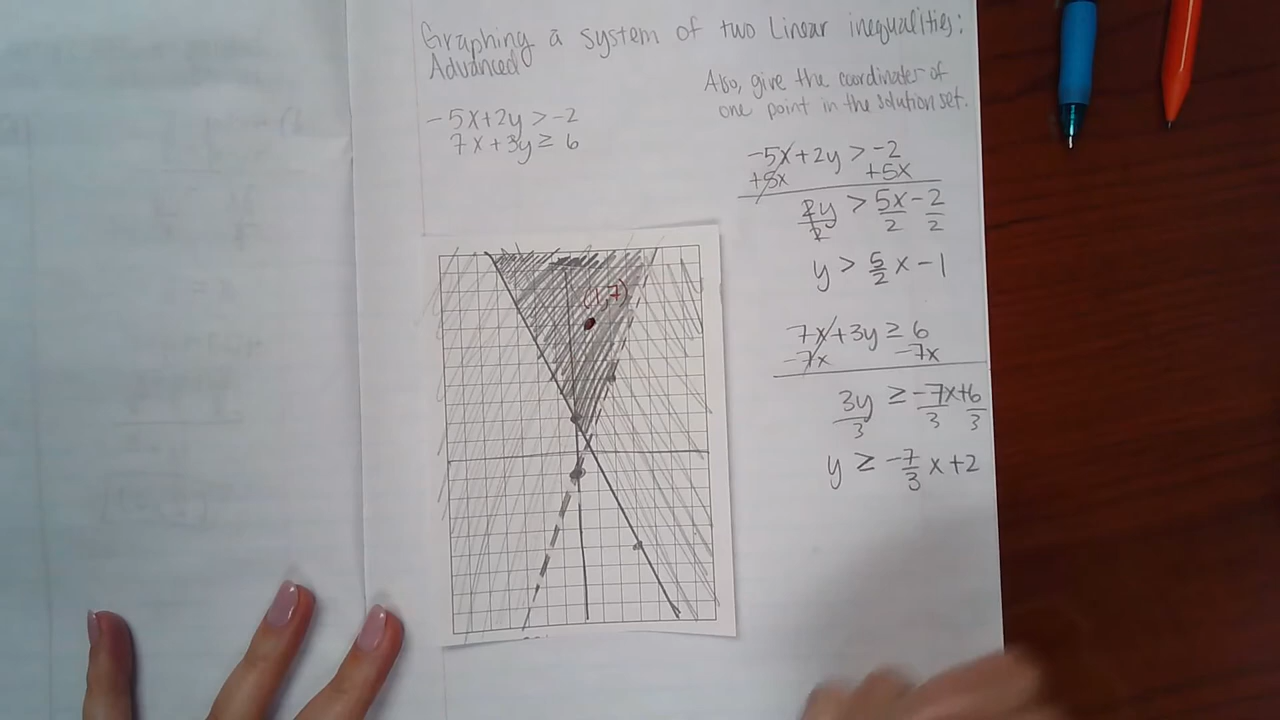 Graphing a system of two Linear inequalities:
Advanced
Also, give the coordinates of
one point in the solution set.
-5x+2y > -2
7x+3y ≥ 6
-5x+2y > -2
+5x +5x
2y/2 > 5x/2 - 2/2
y > 5/2 x - 1
(1,7)
7x+3y ≥ 6
-7x -7x
3y/3 ≥ -7x/3 + 6/3
y ≥ -7/3 x + 2